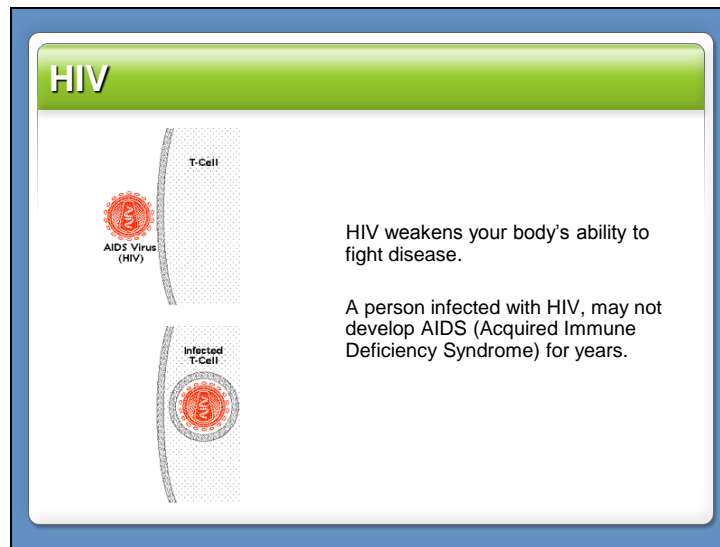 HIV
T-Cell
AIDS Virus
(HIV)
HIV weakens your body's ability to
fight disease.
A person infected with HIV, may not
develop AIDS (Acquired Immune
Deficiency Syndrome) for years.
Infected
T-Cell